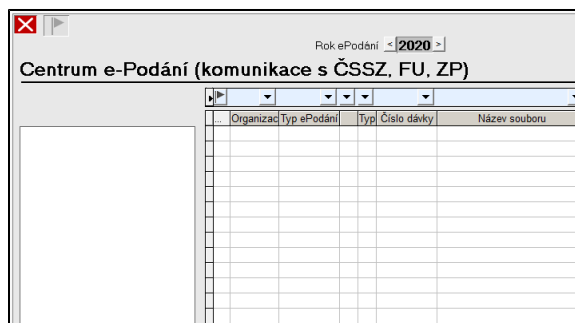 Rok ePodání < 2020 >
Centrum e-Podání (komunikace s ČSSZ, FU, ZP)
... Organizac Typ ePodání Typ Číslo dávky Název souboru